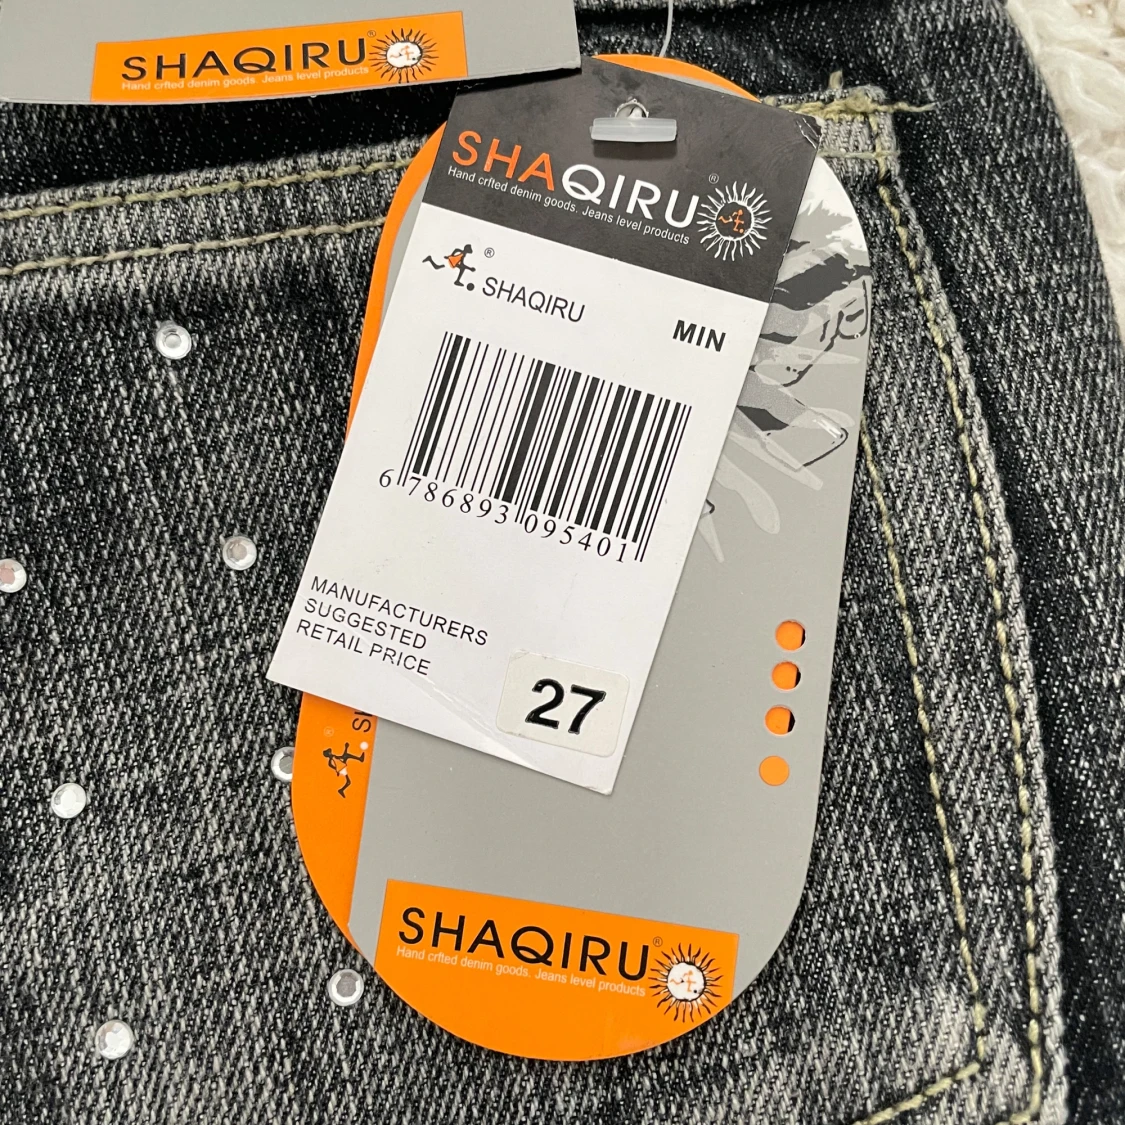 SHAQIRU®
Hand crfted denim goods. Jeans level products
SHAQIRU®
Hand crfted denim goods. Jeans level products
®
SHAQIRU
MIN
6 786893 095401
MANUFACTURERS
SUGGESTED
RETAIL PRICE
27
®
SHAQIRU®
Hand crfted denim goods. Jeans level products